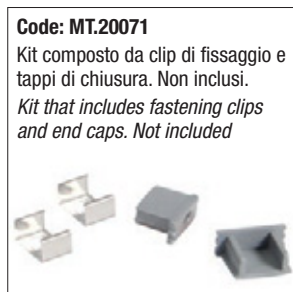 Code: MT.20071
Kit composto da clip di fissaggio e
tappi di chiusura. Non inclusi.
Kit that includes fastening clips
and end caps. Not included